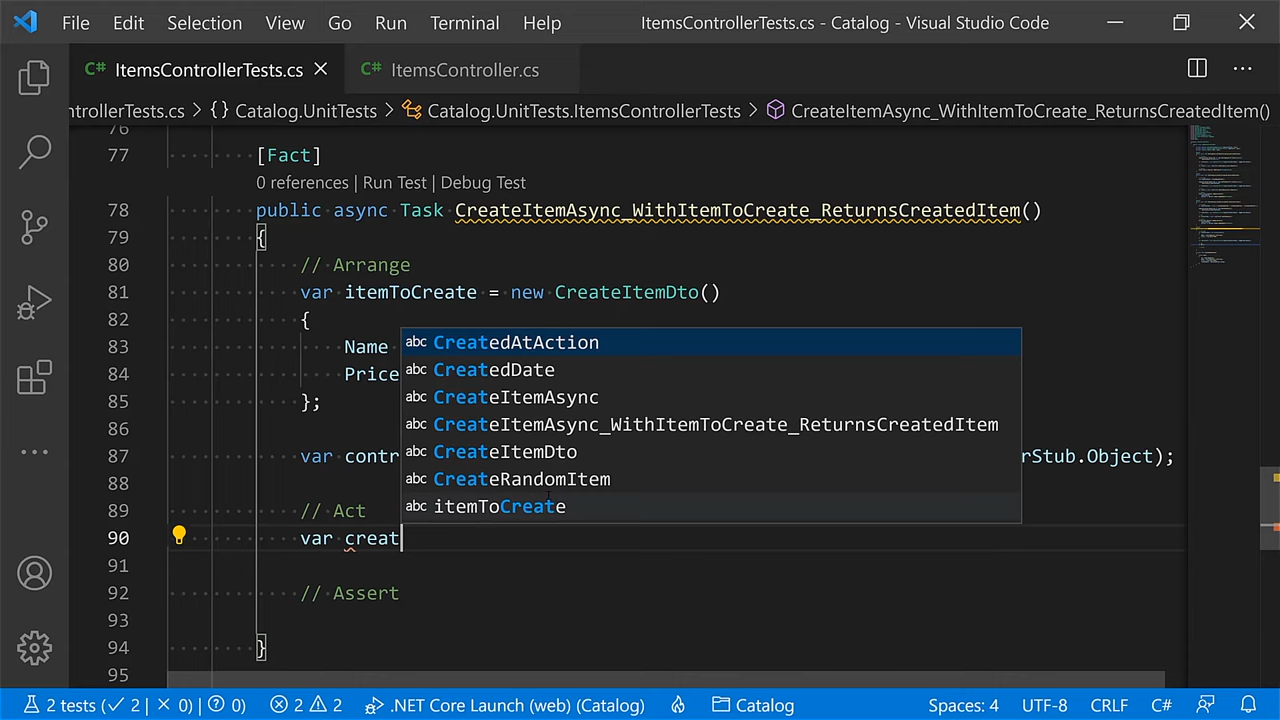 File Edit Selection View Go Run Terminal Help ItemsControllerTests.cs - Catalog - Visual Studio Code
C# ItemsControllerTests.cs C# ItemsController.cs
ntrollerTests.cs > {} Catalog.UnitTests > Catalog.UnitTests.ItemsControllerTests > CreateItemAsync_WithItemToCreate_ReturnsCreatedItem()
76
77 [Fact]
0 references | Run Test | Debug Test
78 public async Task CreateItemAsync_WithItemToCreate_ReturnsCreatedItem()
79 {
80 // Arrange
81 var itemToCreate = new CreateItemDto()
82 {
83 Name
84 Price
85 };
86
87 var contr rStub.Object);
88
89 // Act
90 var creat
91
92 // Assert
93
94 }
95
abc CreatedAtAction
abc CreatedDate
abc CreateItemAsync
abc CreateItemAsync_WithItemToCreate_ReturnsCreatedItem
abc CreateItemDto
abc CreateRandomItem
abc itemToCreate
2 tests (✓ 2 | × 0) | ? 0) 2 2 .NET Core Launch (web) (Catalog) Catalog Spaces: 4 UTF-8 CRLF C#